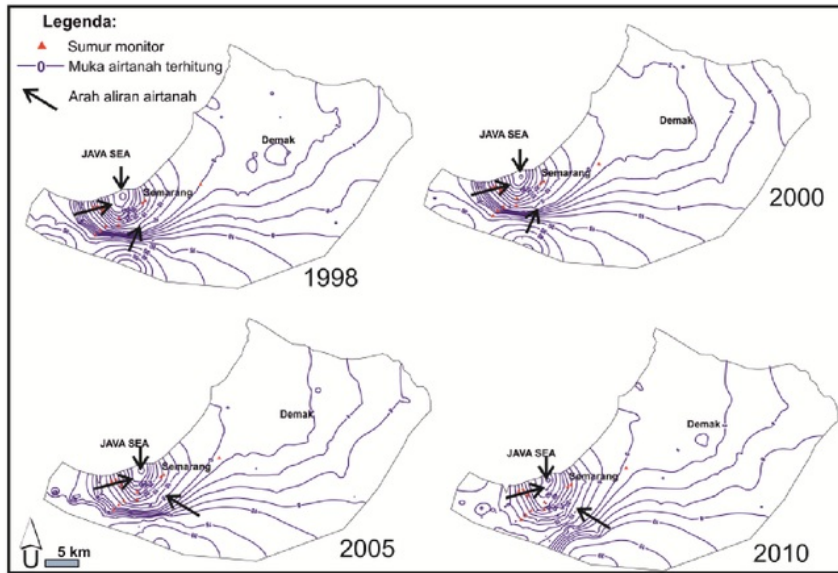 Legenda:
Sumur monitor
0 Muka airtanah terhitung
Arah aliran airtanah
JAVA SEA
Semarang
Demak
1998
JAVA SEA
Semarang
Demak
2000
JAVA SEA
Semarang
Demak
2005
JAVA SEA
Semarang
Demak
2010
U
5 km